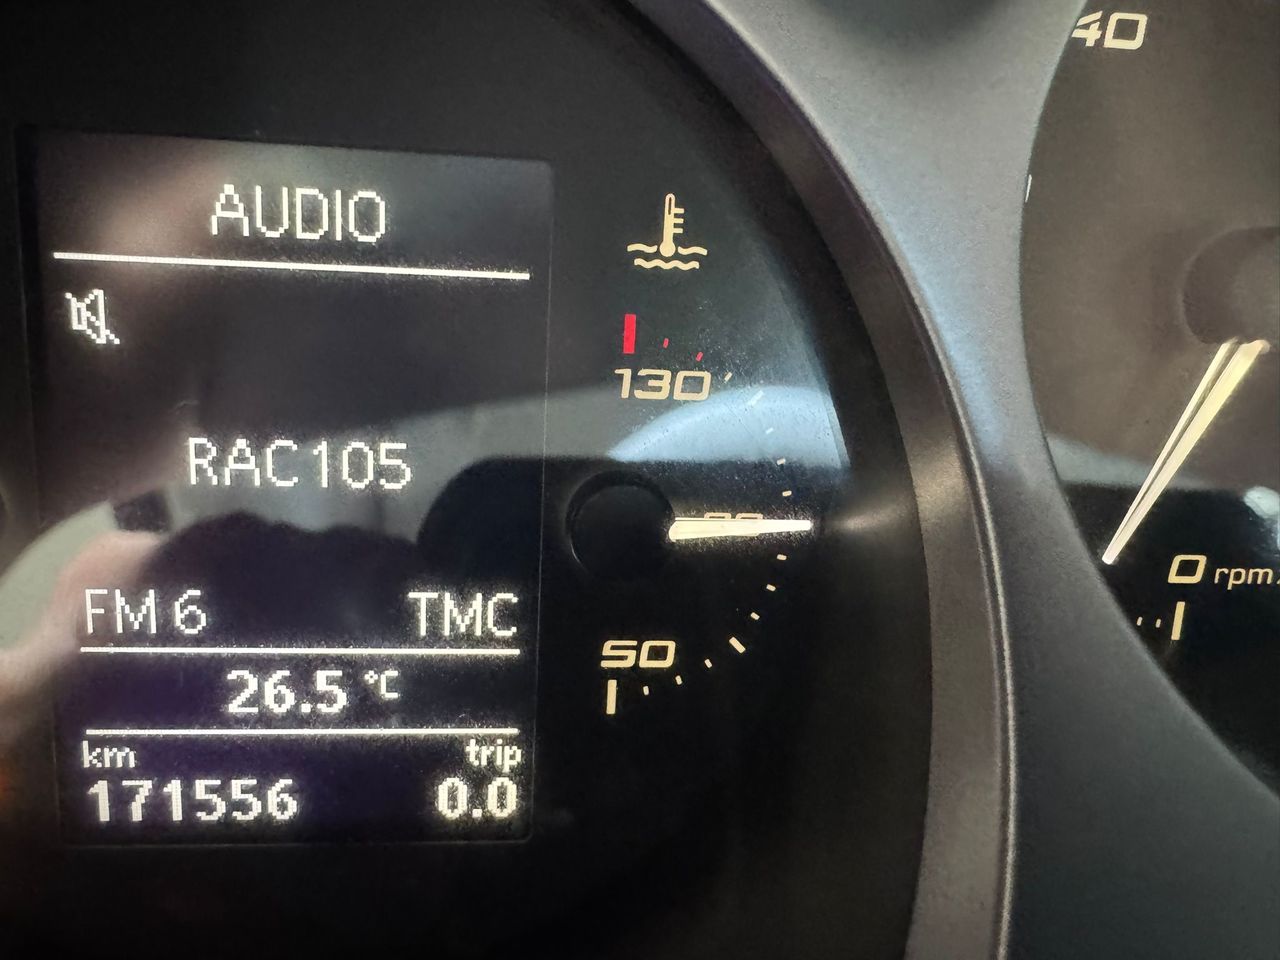 AUDIO
RAC105
FM 6 TMC
26.5 °C
km trip
171556 0.0
130
50
40
0 rpm